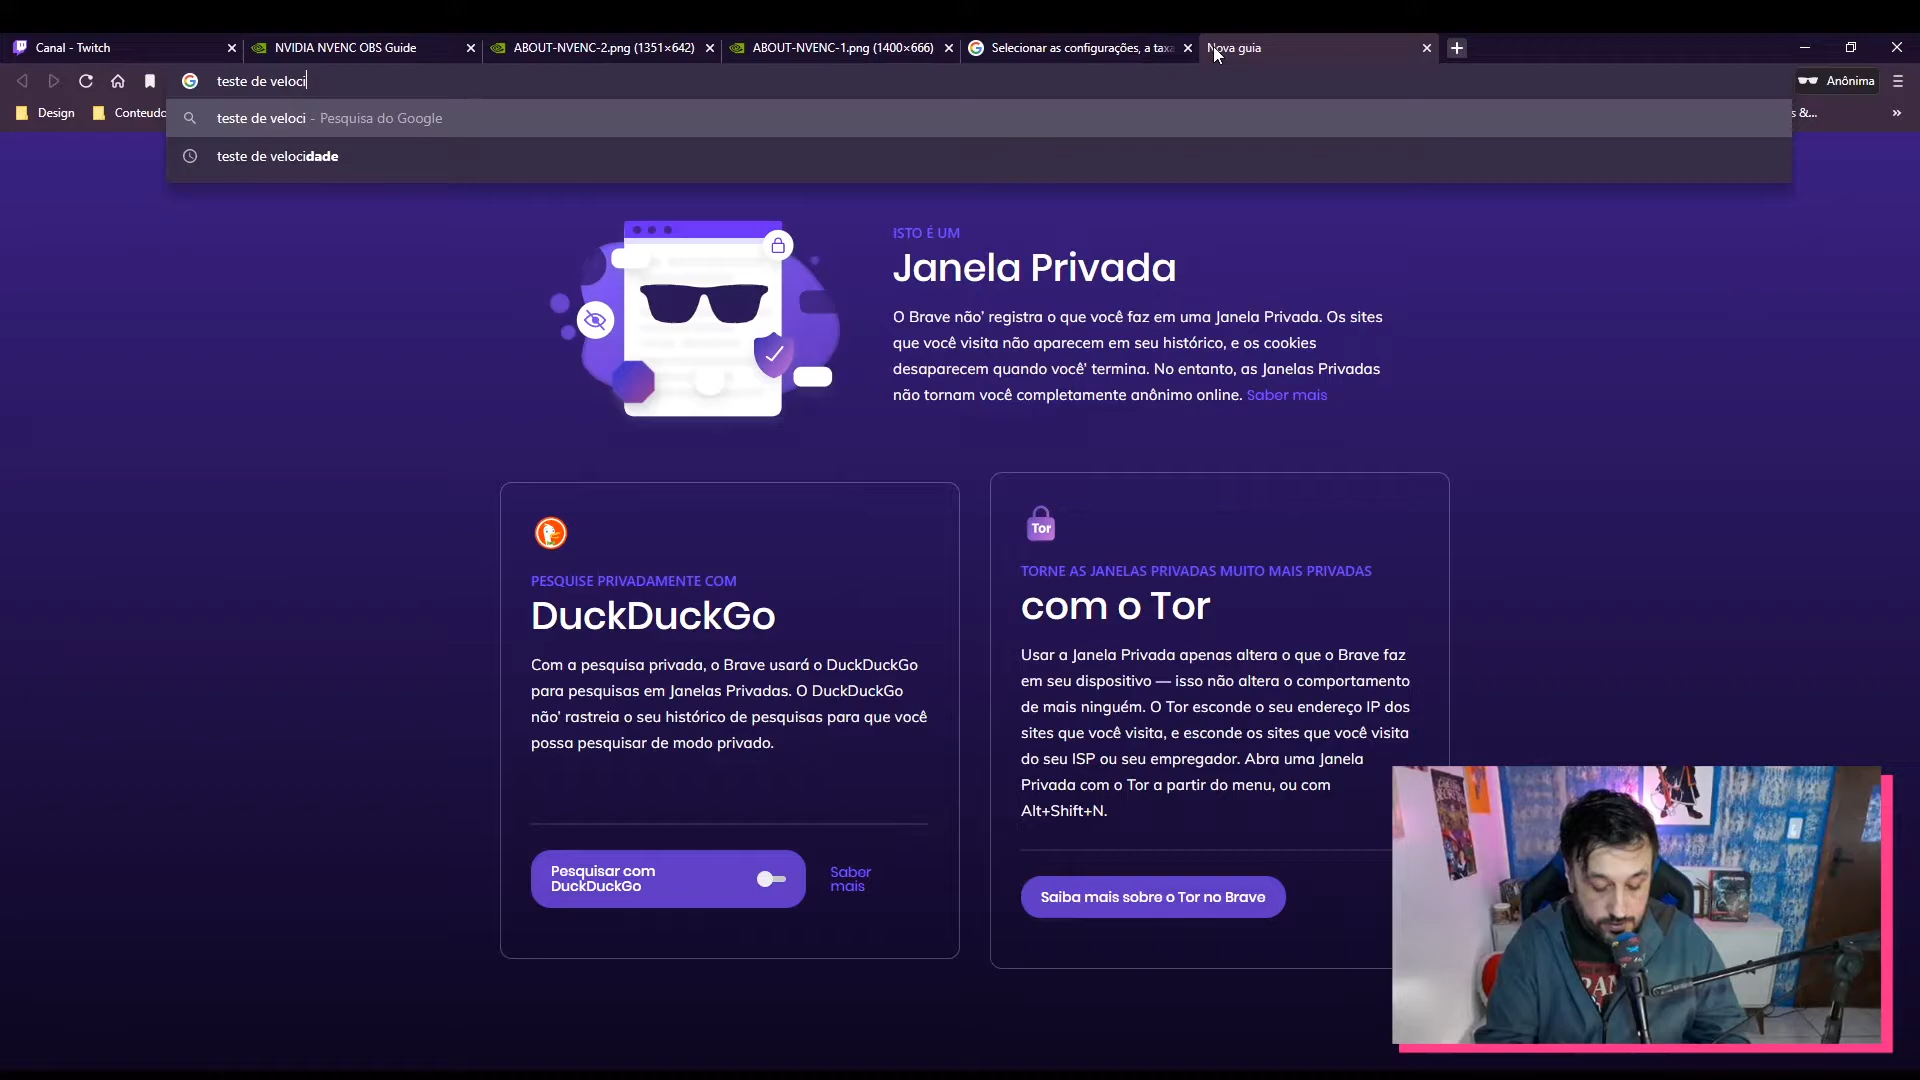 Canal - Twitch
NVIDIA NVENC OBS Guide
ABOUT-NVENC-2.png (1351×642)
ABOUT-NVENC-1.png (1400×666)
Selecionar as configurações, a taxa
Nova guia
teste de veloci
Anônima
Design
Conteudo
s &...
teste de veloci - Pesquisa do Google
teste de velocidade
ISTO É UM
Janela Privada
O Brave não’ registra o que você faz em uma Janela Privada. Os sites
que você visita não aparecem em seu histórico, e os cookies
desaparecem quando você’ termina. No entanto, as Janelas Privadas
não tornam você completamente anônimo online. Saber mais
PESQUISE PRIVADAMENTE COM
DuckDuckGo
Com a pesquisa privada, o Brave usará o DuckDuckGo
para pesquisas em Janelas Privadas. O DuckDuckGo
não’ rastreia o seu histórico de pesquisas para que você
possa pesquisar de modo privado.
Pesquisar com
DuckDuckGo
Saber
mais
Tor
TORNE AS JANELAS PRIVADAS MUITO MAIS PRIVADAS
com o Tor
Usar a Janela Privada apenas altera o que o Brave faz
em seu dispositivo — isso não altera o comportamento
de mais ninguém. O Tor esconde o seu endereço IP dos
sites que você visita, e esconde os sites que você visita
do seu ISP ou seu empregador. Abra uma Janela
Privada com o Tor a partir do menu, ou com
Alt+Shift+N.
Saiba mais sobre o Tor no Brave